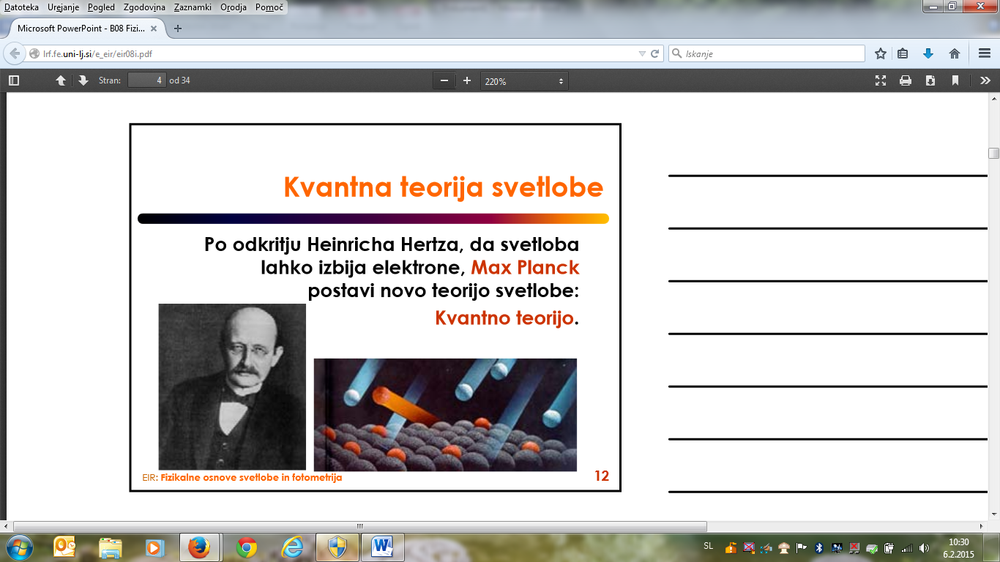 Datoteka Urejanje Pogled Zgodovina Zaznamki Orodja Pomoč
Microsoft PowerPoint - B08 Fizi...
lrf.fe.uni-lj.si/e_eir/eir08i.pdf
Iskanje
Stran: 4 od 34
220%
Kvantna teorija svetlobe
Po odkritju Heinricha Hertza, da svetloba
lahko izbija elektrone, Max Planck
postavi novo teorijo svetlobe:
Kvantno teorijo.
EIR: Fizikalne osnove svetlobe in fotometrija
12
SL
10:30
6.2.2015